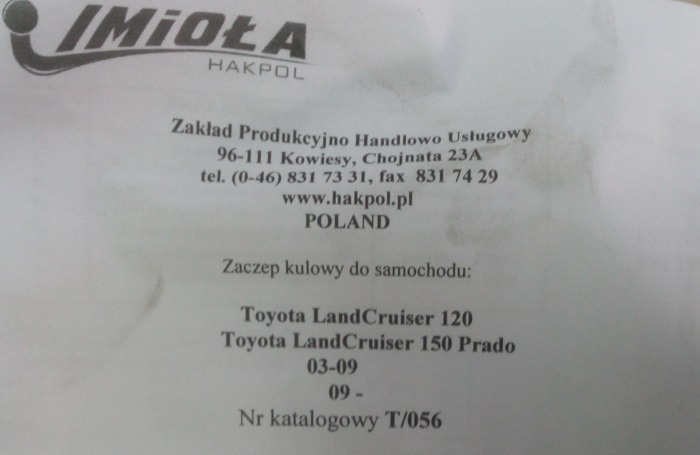 IMiOŁA
HAKPOL
Zakład Produkcyjno Handlowo Usługowy
96-111 Kowiesy, Chojnata 23A
tel. (0-46) 831 73 31, fax 831 74 29
www.hakpol.pl
POLAND
Zaczep kulowy do samochodu:
Toyota LandCruiser 120
Toyota LandCruiser 150 Prado
03-09
09 -
Nr katalogowy T/056